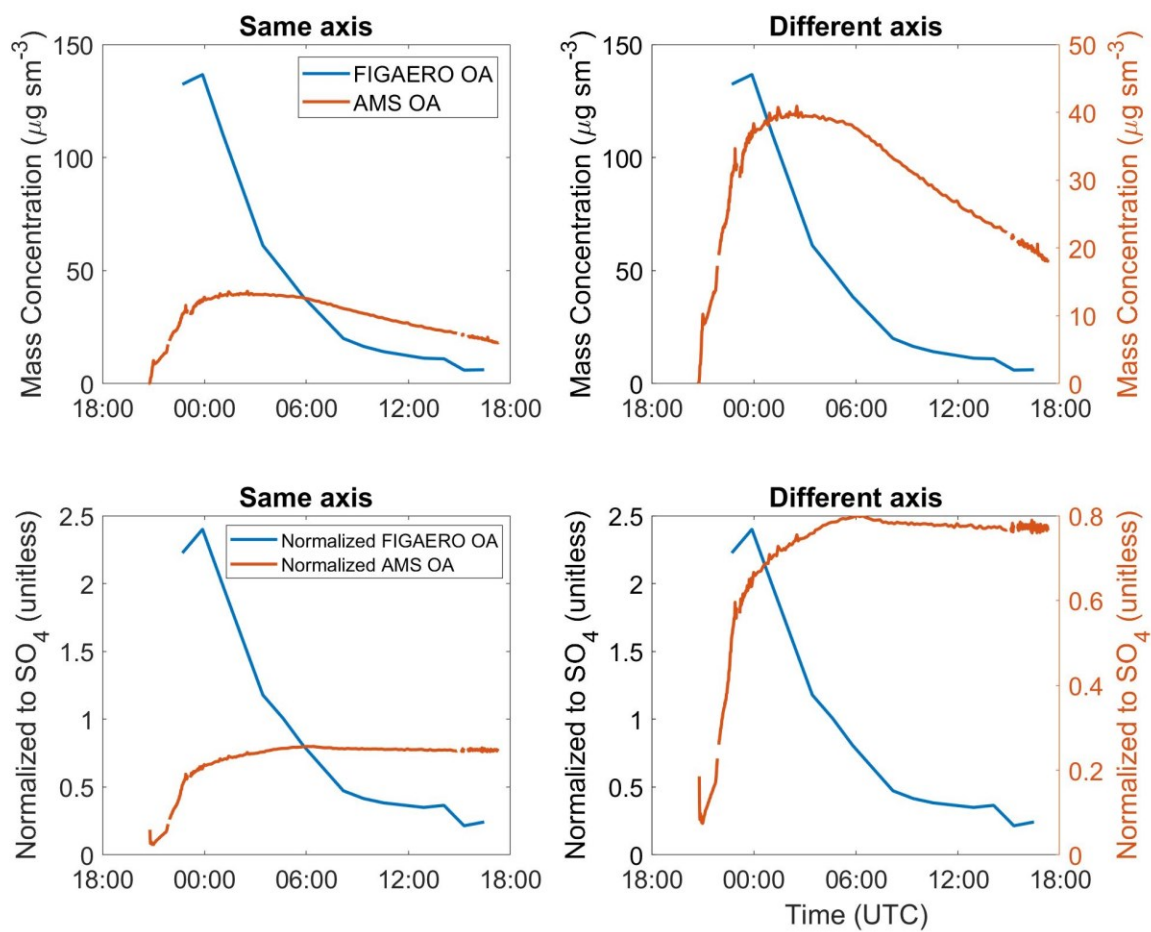 Same axis
Mass Concentration (μg sm⁻³)
150
100
50
0
FIGAERO OA
AMS OA
18:00 00:00 06:00 12:00 18:00
Different axis
Mass Concentration (μg sm⁻³)
150
100
50
0
50
40
30
20
10
0
Mass Concentration (μg sm⁻³)
18:00 00:00 06:00 12:00 18:00
Same axis
Normalized to SO₄ (unitless)
2.5
2
1.5
1
0.5
0
Normalized FIGAERO OA
Normalized AMS OA
18:00 00:00 06:00 12:00 18:00
Different axis
Normalized to SO₄ (unitless)
2.5
2
1.5
1
0.5
0
0.8
0.6
0.4
0.2
0
Normalized to SO₄ (unitless)
18:00 00:00 06:00 12:00 18:00
Time (UTC)